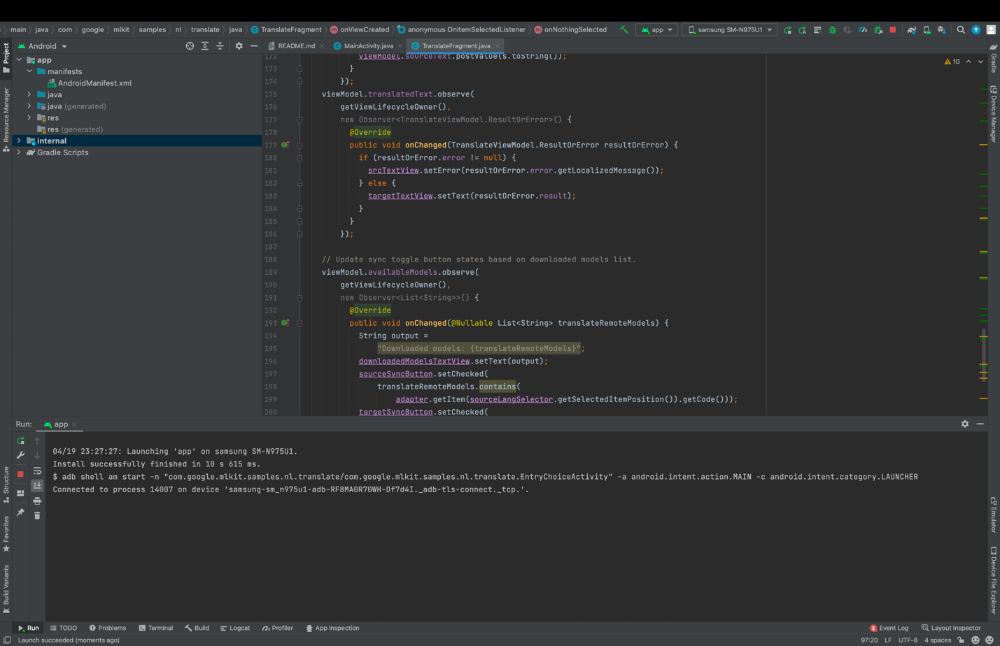 main java com google mlkit samples nl translate java TranslateFragment onViewCreated anonymous OnItemSelectedListener onNothingSelected app samsung SM-N975U1
Project
Resource Manager
Structure
Favorites
Build Variants
Android
app
manifests
AndroidManifest.xml
java
java (generated)
res
res (generated)
internal
Gradle Scripts
README.md MainActivity.java TranslateFragment.java
10
172 viewModel.sourceText.postValue(s.toString());
173 }
174 });
175 viewModel.translatedText.observe(
176 getViewLifecycleOwner(),
177 new Observer<TranslateViewModel.ResultOrError>() {
178 @Override
179 public void onChanged(TranslateViewModel.ResultOrError resultOrError) {
180 if (resultOrError.error != null) {
181 srcTextView.setError(resultOrError.error.getLocalizedMessage());
182 } else {
183 targetTextView.setText(resultOrError.result);
184 }
185 }
186 });
187
188 // Update sync toggle button states based on downloaded models list.
189 viewModel.availableModels.observe(
190 getViewLifecycleOwner(),
191 new Observer<List<String>>() {
192 @Override
193 public void onChanged(@Nullable List<String> translateRemoteModels) {
194 String output =
195 "Downloaded models: {translateRemoteModels}";
196 downloadedModelsTextView.setText(output);
197 sourceSyncButton.setChecked(
198 translateRemoteModels.contains(
199 adapter.getItem(sourceLangSelector.getSelectedItemPosition()).getCode()));
200 targetSyncButton.setChecked(
Gradle
Device Manager
Emulator
Device File Explorer
Run: app
04/19 23:27:27: Launching 'app' on samsung SM-N975U1.
Install successfully finished in 10 s 615 ms.
$ adb shell am start -n "com.google.mlkit.samples.nl.translate/com.google.mlkit.samples.nl.translate.EntryChoiceActivity" -a android.intent.action.MAIN -c android.intent.category.LAUNCHER
Connected to process 14007 on device 'samsung-sm_n975u1-adb-RF8MA0R70WH-Df7d4I._adb-tls-connect._tcp.'.
Run TODO Problems Terminal Build Logcat Profiler App Inspection 2 Event Log Layout Inspector
Launch succeeded (moments ago) 97:20 LF UTF-8 4 spaces